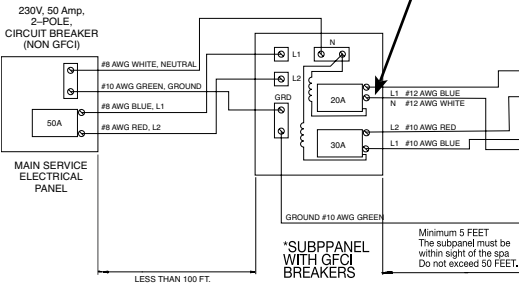 230V, 50 Amp,
2–POLE,
CIRCUIT BREAKER
(NON GFCI)
#8 AWG WHITE, NEUTRAL
#10 AWG GREEN, GROUND
#8 AWG BLUE, L1
50A
#8 AWG RED, L2
MAIN SERVICE
ELECTRICAL
PANEL
LESS THAN 100 FT.
N
L1
L2
GRD
20A
30A
L1 #12 AWG BLUE
N #12 AWG WHITE
L2 #10 AWG RED
L1 #10 AWG BLUE
GROUND #10 AWG GREEN
*SUBPPANEL
WITH GFCI
BREAKERS
Minimum 5 FEET
The subpanel must be
within sight of the spa
Do not exceed 50 FEET.